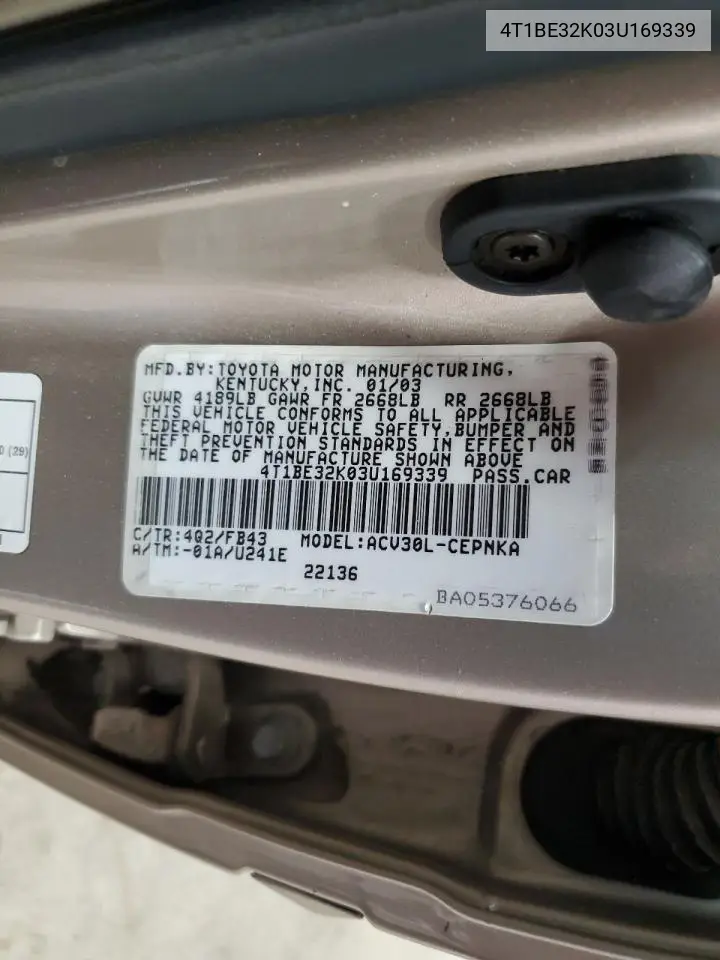 4T1BE32K03U169339
MFD.BY:TOYOTA MOTOR MANUFACTURING,
KENTUCKY,INC. 01/03
GVWR 4189LB GAWR FR 2668LB RR 2668LB
THIS VEHICLE CONFORMS TO ALL APPLICABLE
FEDERAL MOTOR VEHICLE SAFETY,BUMPER AND
THEFT PREVENTION STANDARDS IN EFFECT ON
THE DATE OF MANUFACTURE SHOWN ABOVE
4T1BE32K03U169339 PASS.CAR
C/TR:4Q2/FB43 MODEL:ACV30L-CEPNKA
A/TM:-01A/U241E
22136
BA05376066
(29)